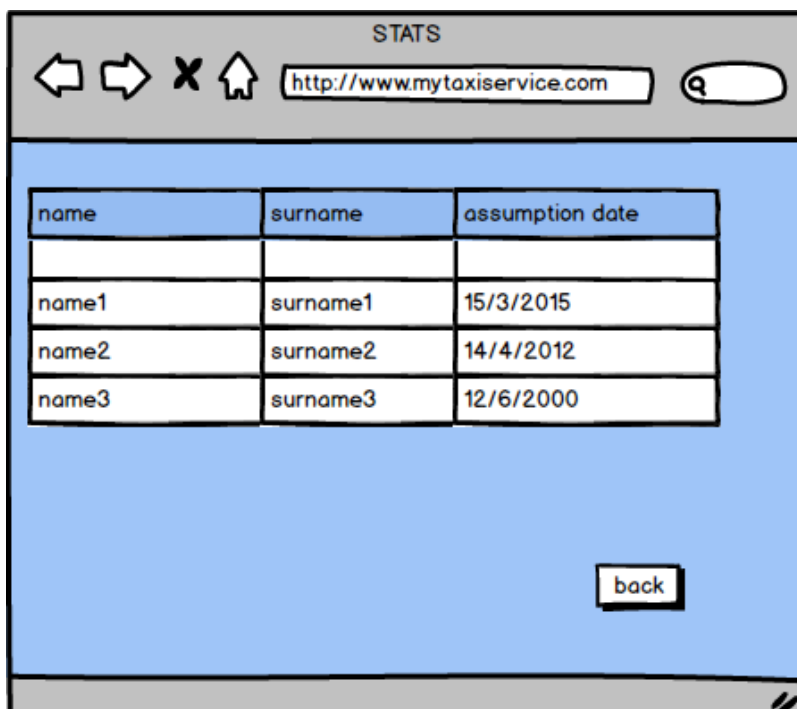 STATS
http://www.mytaxiservice.com
name surname assumption date
name1 surname1 15/3/2015
name2 surname2 14/4/2012
name3 surname3 12/6/2000
back